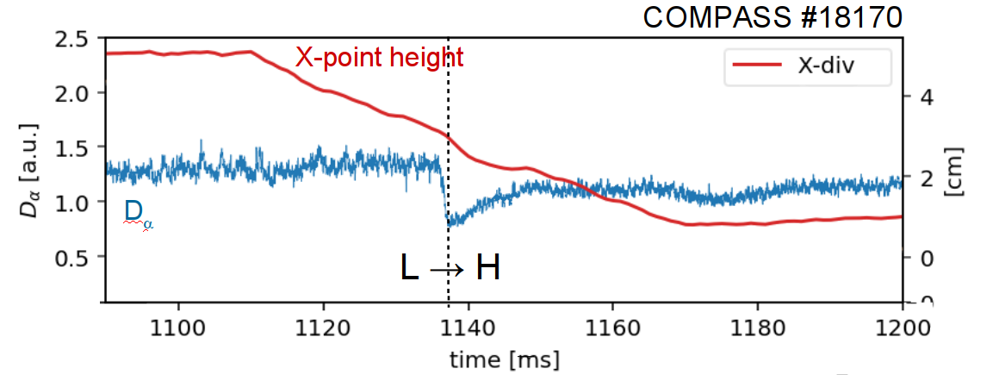 COMPASS #18170
2.5
2.0
1.5
1.0
0.5
Dα [a.u.]
X-point height
X-div
Dα
L → H
4
2
0
[cm]
1100
1120
1140
1160
1180
1200
time [ms]